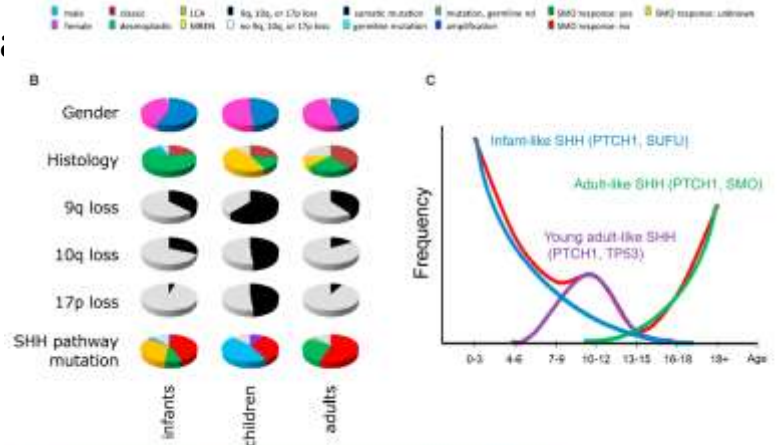 male classic LCA 9q, 10q, or 17p loss somatic mutation mutation, germline nd SMO response: pos SMO response: unknown
female desmoplastic MBEN no 9q, 10q, or 17p loss germline mutation amplification SMO response: no
B
Gender
Histology
9q loss
10q loss
17p loss
SHH pathway
mutation
infants
children
adults
C
Frequency
Infant-like SHH (PTCH1, SUFU)
Adult-like SHH (PTCH1, SMO)
Young adult-like SHH
(PTCH1, TP53)
0-3 4-6 7-9 10-12 13-15 16-18 18+ Age